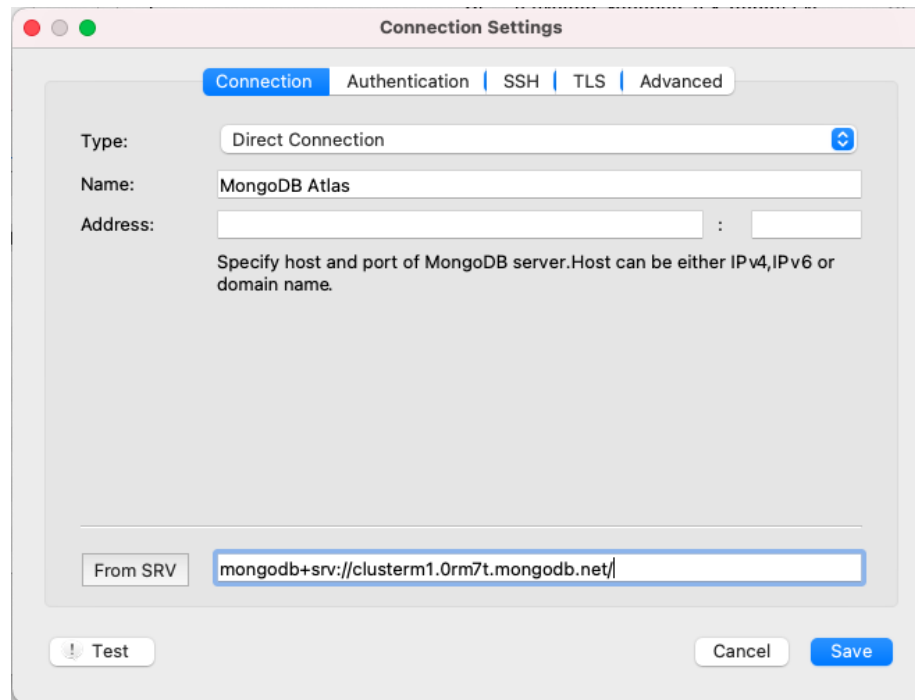 Connection Settings
Connection Authentication SSH TLS Advanced
Type: Direct Connection
Name: MongoDB Atlas
Address: :
Specify host and port of MongoDB server.Host can be either IPv4,IPv6 or
domain name.
From SRV mongodb+srv://clusterm1.0rm7t.mongodb.net/
! Test Cancel Save